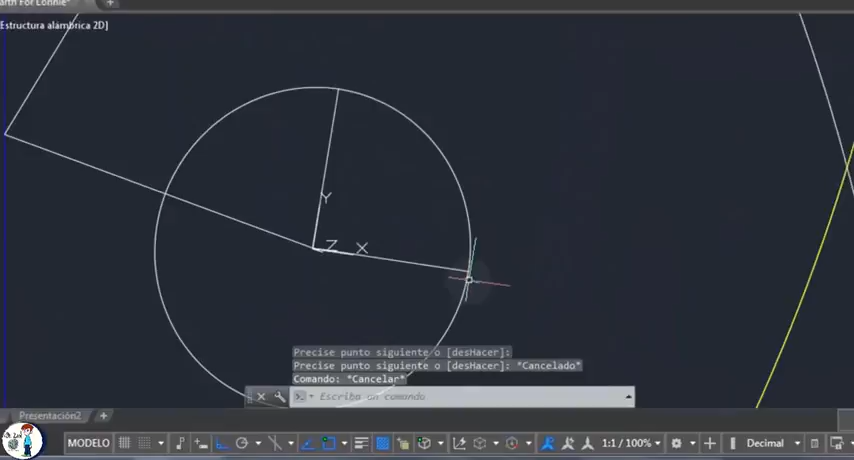 arth For Lonnie*
Estructura alámbrica 2D]
Y
Z X
Precise punto siguiente o [desHacer]:
Precise punto siguiente o [desHacer]: *Cancelado*
Comando: *Cancelar*
Escriba un comando
Presentación2
MODELO
1:1 / 100%
Decimal